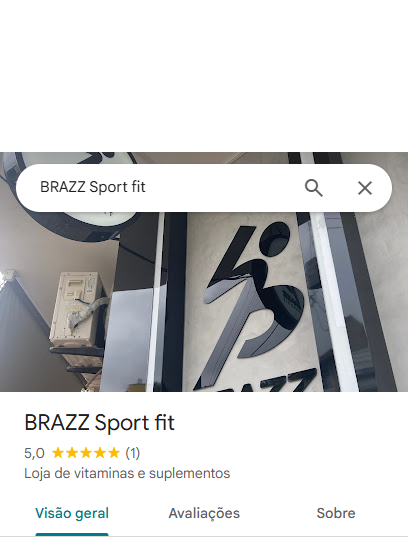 BRAZZ Sport fit
BRAZZ
BRAZZ Sport fit
5,0 (1)
Loja de vitaminas e suplementos
Visão geral
Avaliações
Sobre